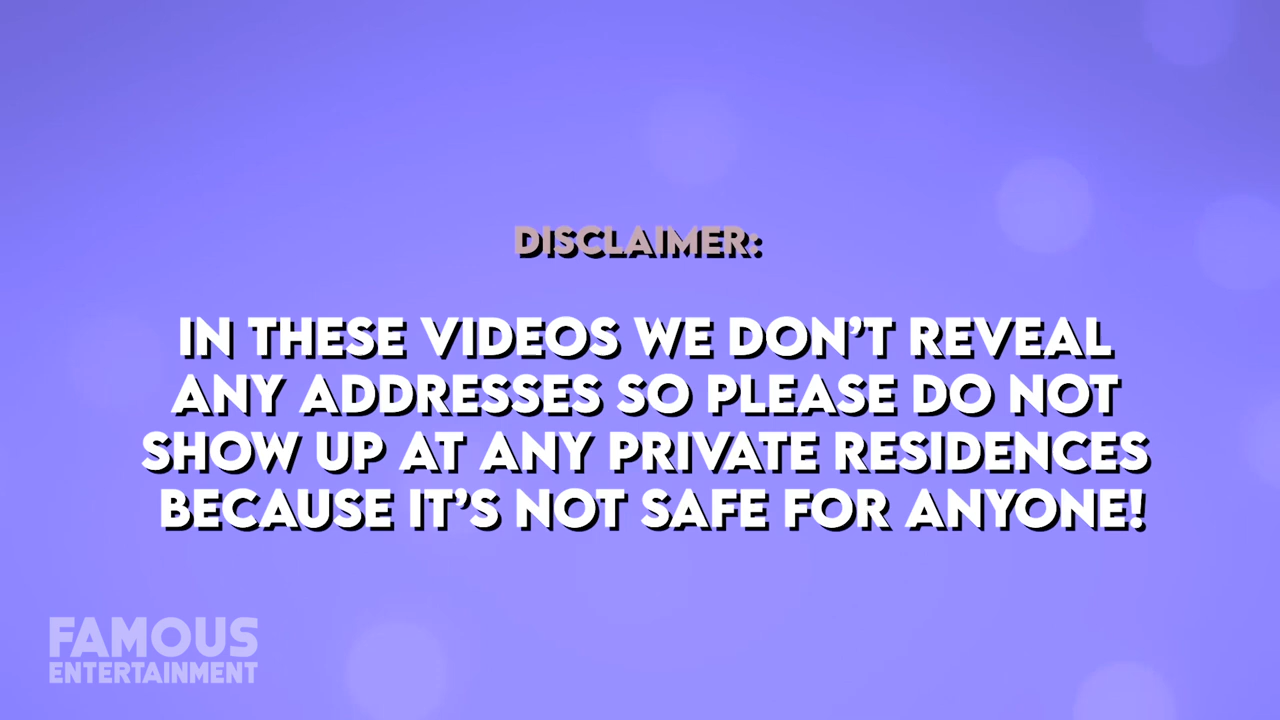 DISCLAIMER:
IN THESE VIDEOS WE DON’T REVEAL
ANY ADDRESSES SO PLEASE DO NOT
SHOW UP AT ANY PRIVATE RESIDENCES
BECAUSE IT’S NOT SAFE FOR ANYONE!
FAMOUS
ENTERTAINMENT